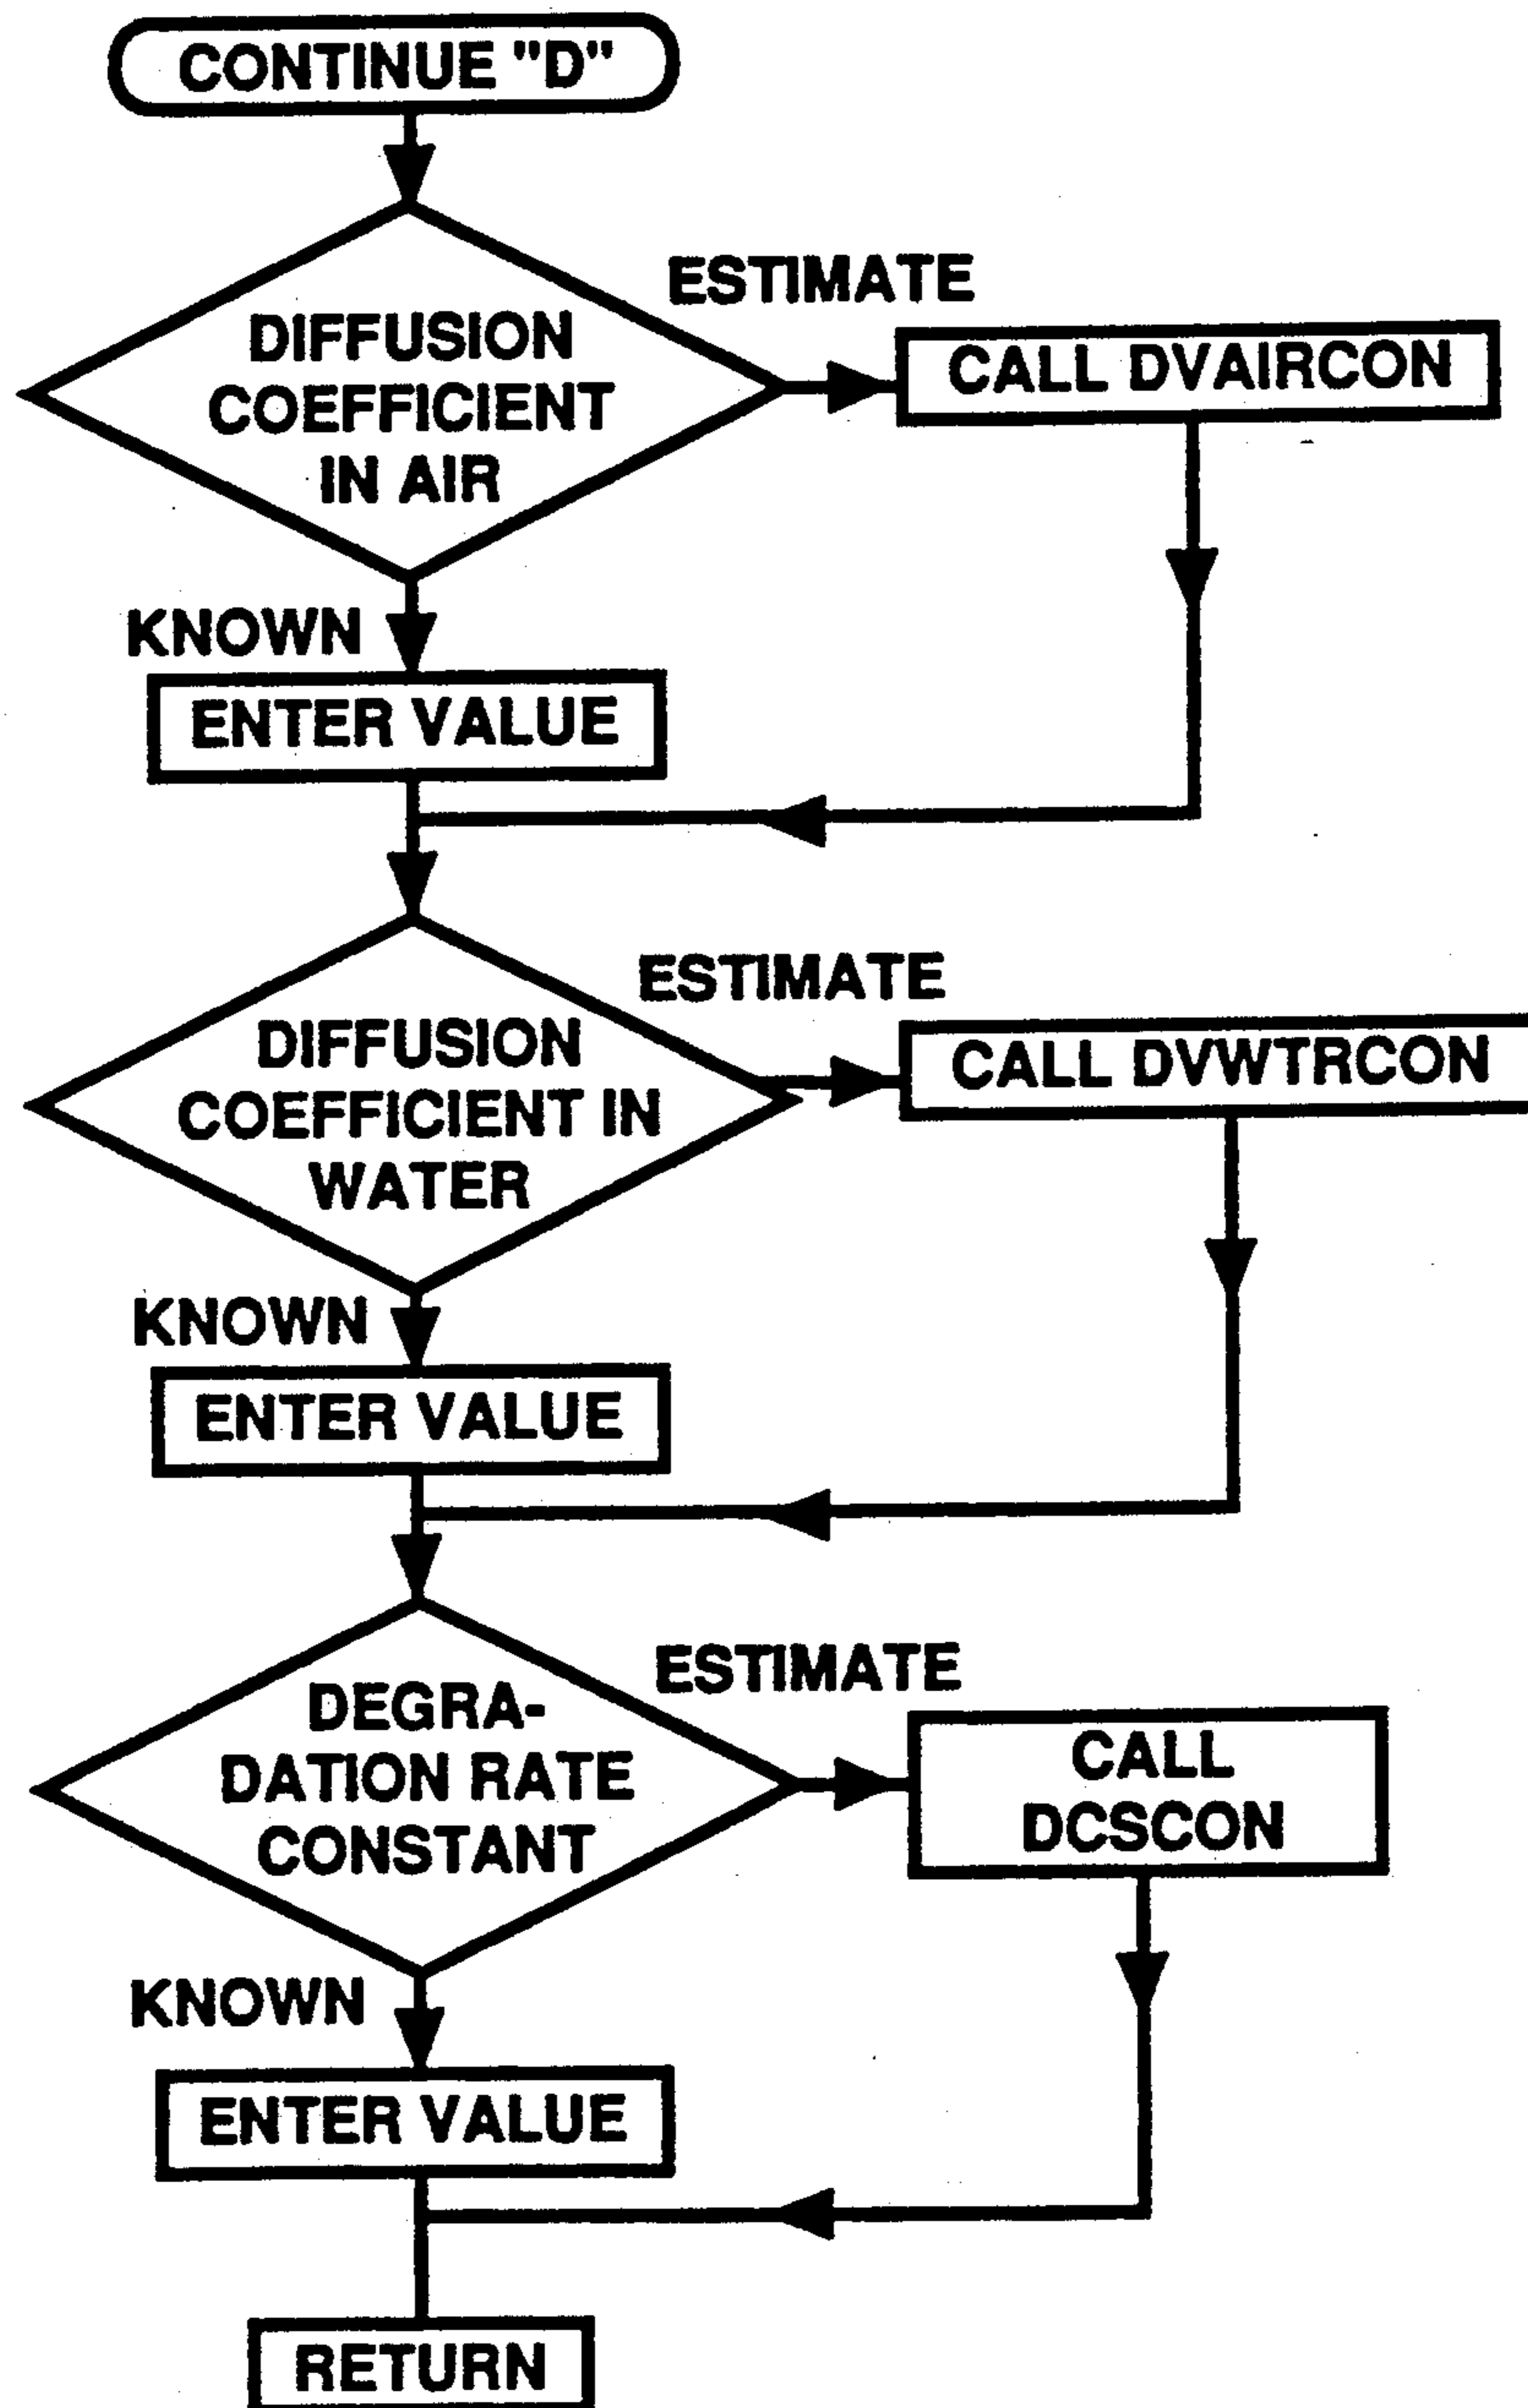 CONTINUE "D"
ESTIMATE
DIFFUSION
COEFFICIENT
IN AIR
CALL DVAIRCON
KNOWN
ENTER VALUE
ESTIMATE
DIFFUSION
COEFFICIENT IN
WATER
CALL DVWTRCON
KNOWN
ENTER VALUE
ESTIMATE
DEGRA-
DATION RATE
CONSTANT
CALL
DCSCON
KNOWN
ENTER VALUE
RETURN